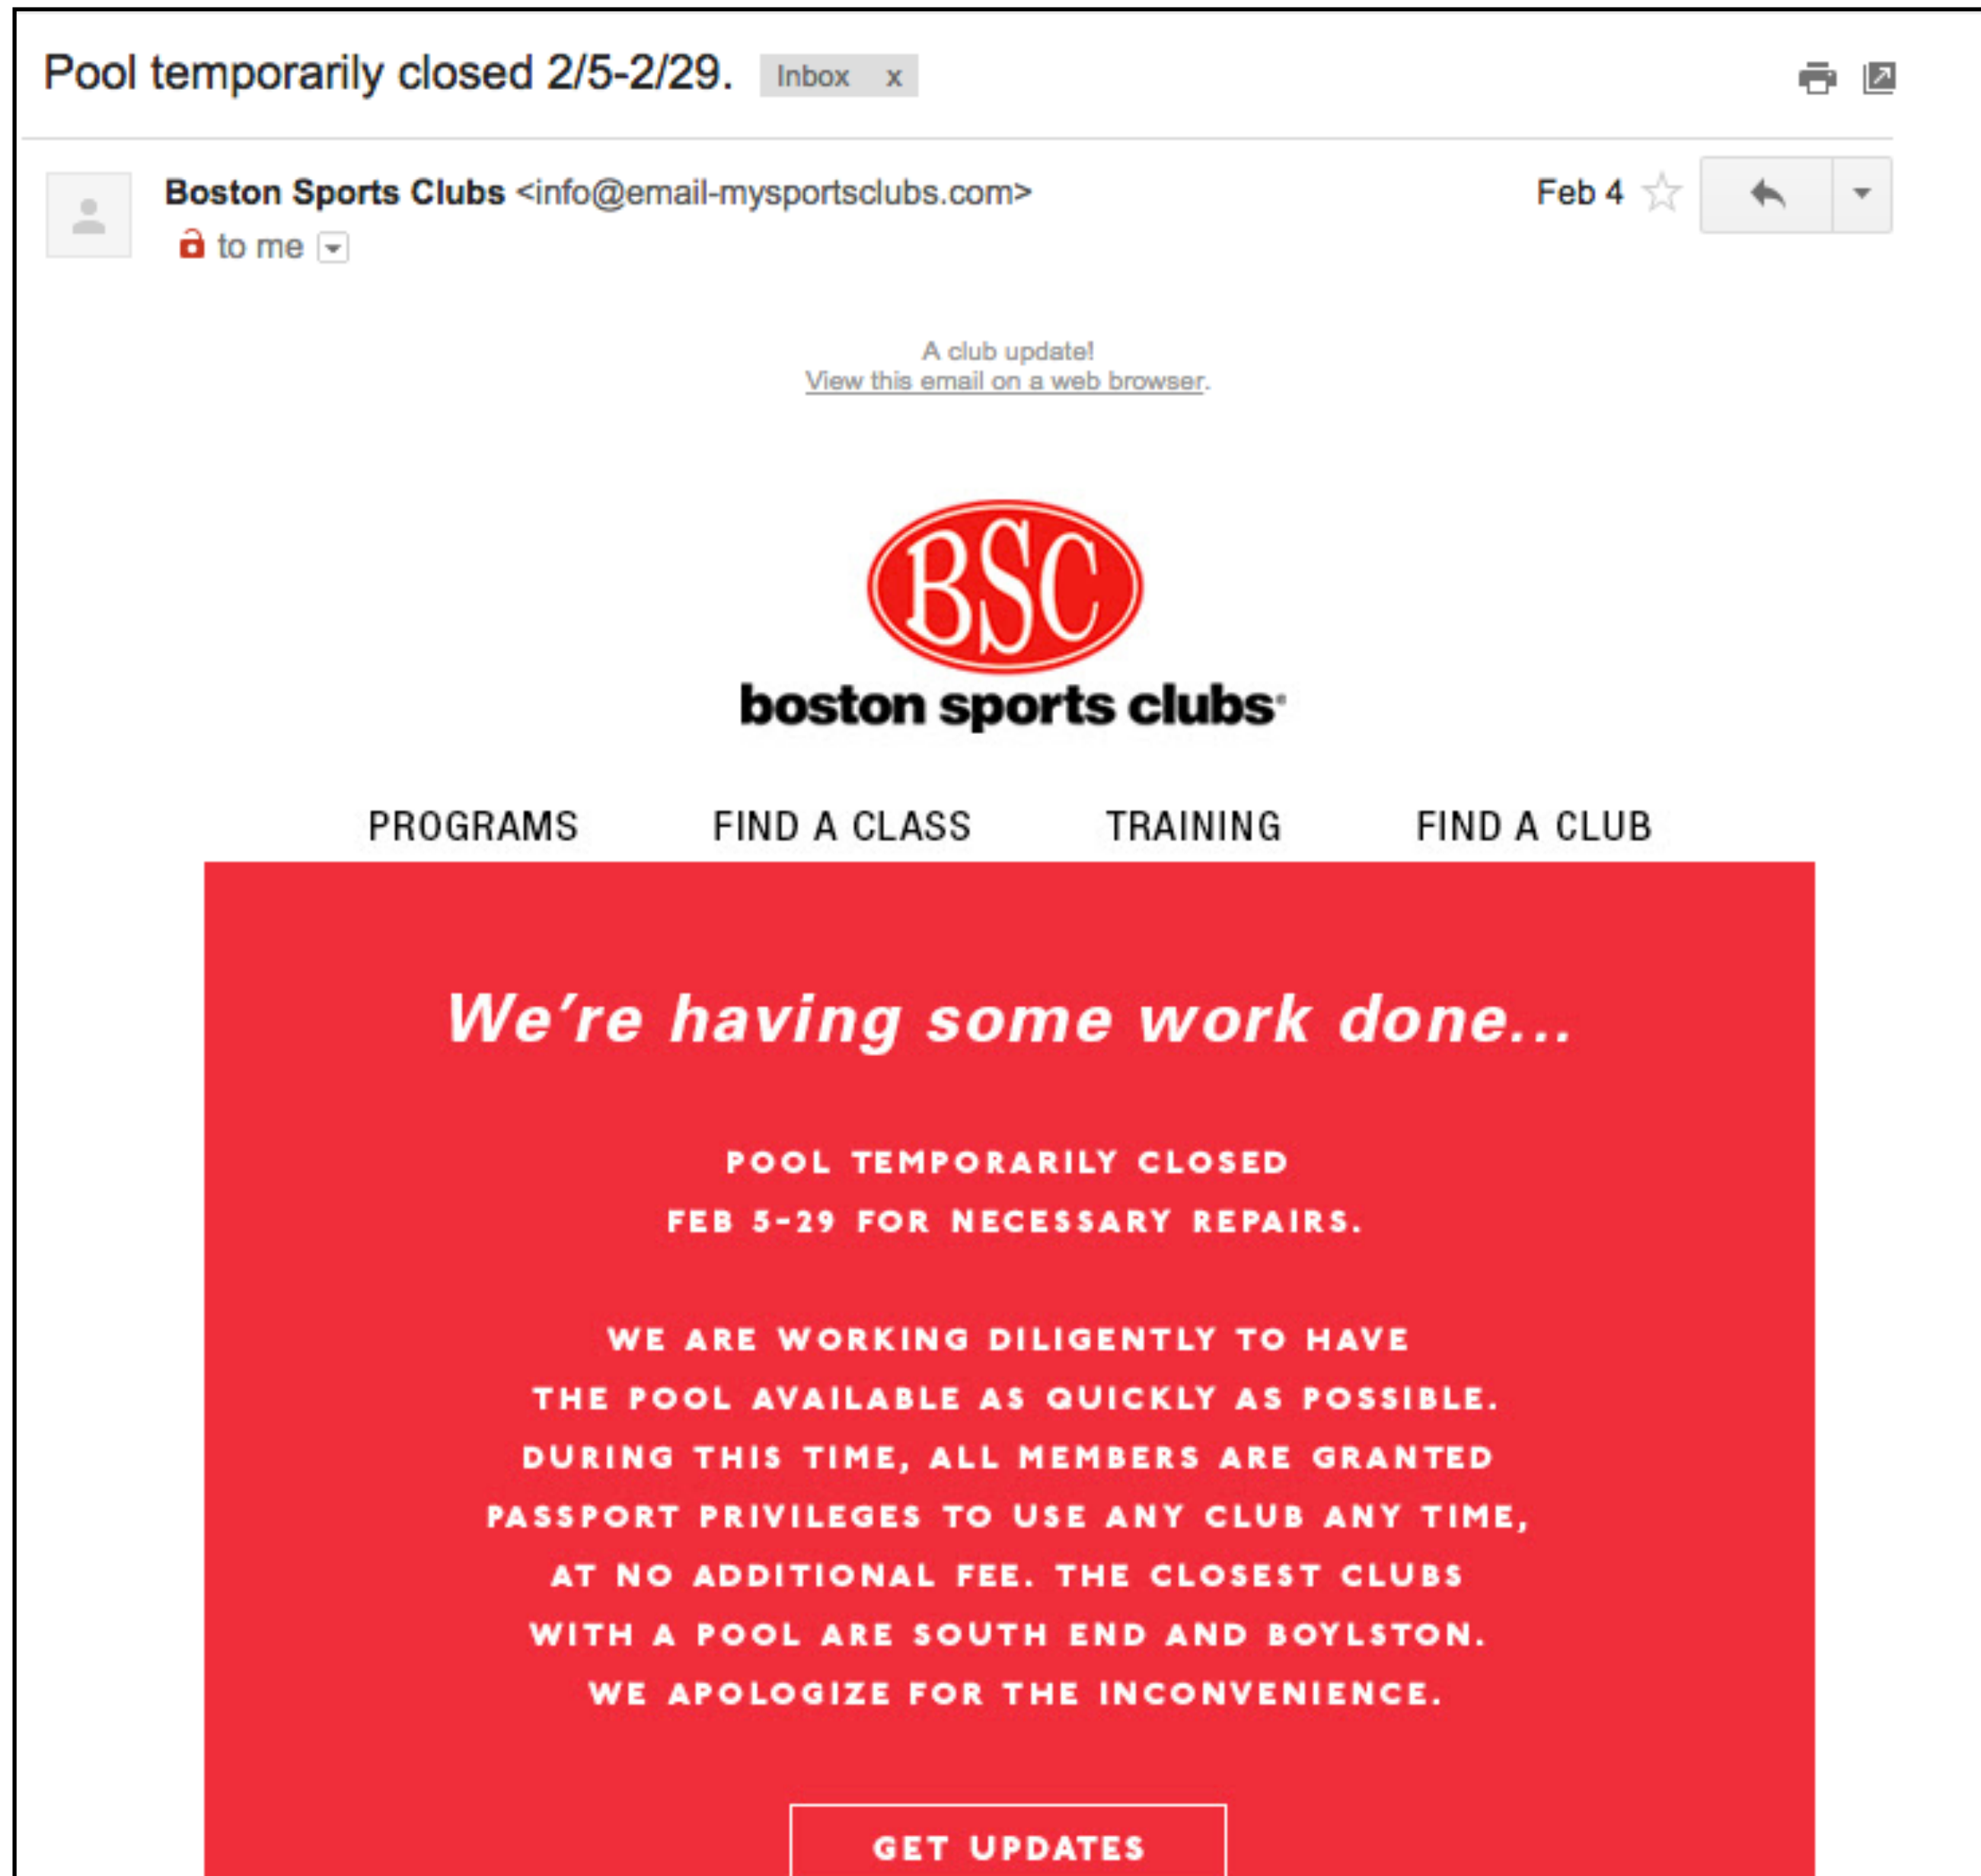 Pool temporarily closed 2/5-2/29. Inbox x
Boston Sports Clubs <info@email-mysportsclubs.com> Feb 4
to me
A club update!
View this email on a web browser.
BSC
boston sports clubs®
PROGRAMS FIND A CLASS TRAINING FIND A CLUB
We're having some work done...
POOL TEMPORARILY CLOSED
FEB 5-29 FOR NECESSARY REPAIRS.
WE ARE WORKING DILIGENTLY TO HAVE
THE POOL AVAILABLE AS QUICKLY AS POSSIBLE.
DURING THIS TIME, ALL MEMBERS ARE GRANTED
PASSPORT PRIVILEGES TO USE ANY CLUB ANY TIME,
AT NO ADDITIONAL FEE. THE CLOSEST CLUBS
WITH A POOL ARE SOUTH END AND BOYLSTON.
WE APOLOGIZE FOR THE INCONVENIENCE.
GET UPDATES